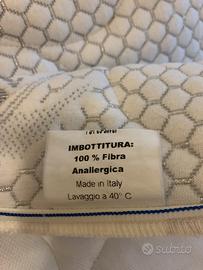 IMBOTTITURA:
100 % Fibra
Anallergica
Made in Italy
Lavaggio a 40° C
subito